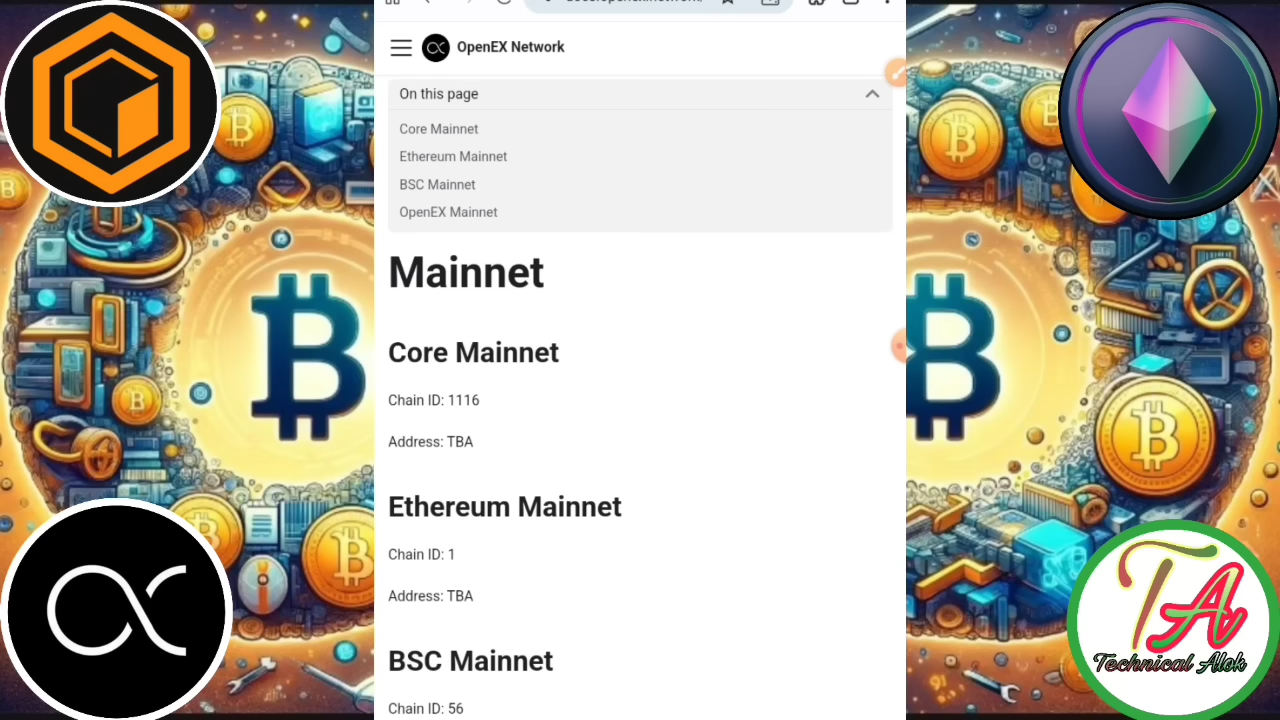 OpenEX Network
On this page
Core Mainnet
Ethereum Mainnet
BSC Mainnet
OpenEX Mainnet
Mainnet
Core Mainnet
Chain ID: 1116
Address: TBA
Ethereum Mainnet
Chain ID: 1
Address: TBA
BSC Mainnet
Chain ID: 56
TA
Technical Alok